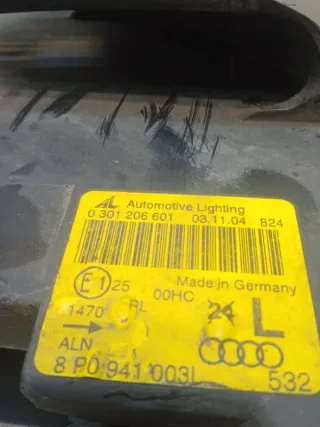 AL Automotive Lighting
0 301 206 601 03.11.04 B24
Made in Germany
E1 25 00HC 24 L
1470 RL
ALN
8 P0 941 003L 532